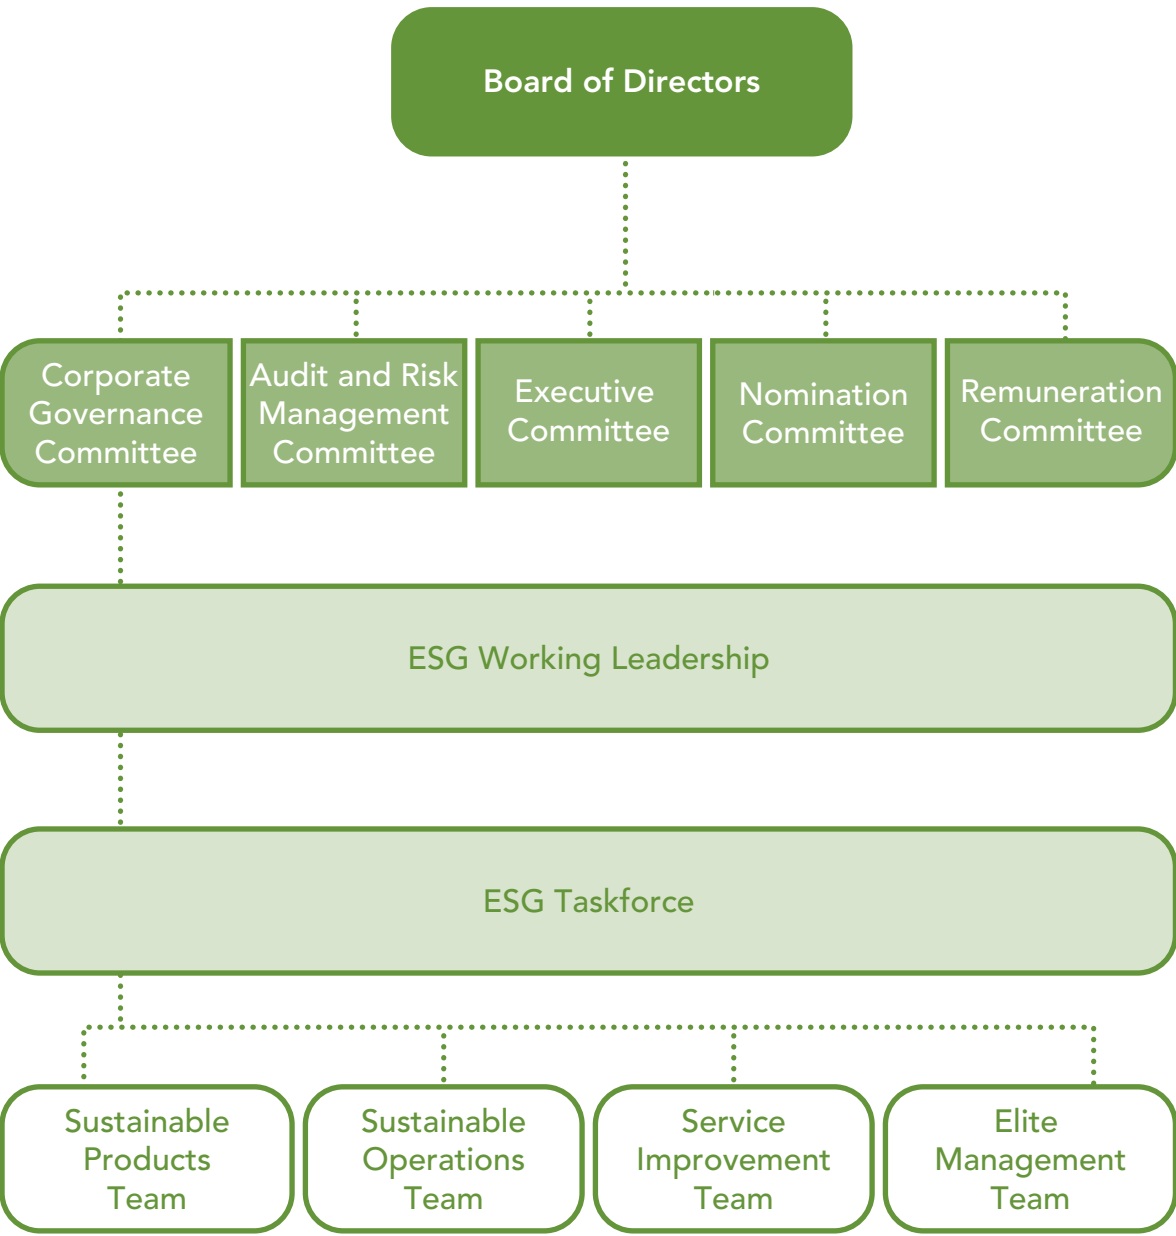 Board of Directors
Corporate
Governance
Committee
Audit and Risk
Management
Committee
Executive
Committee
Nomination
Committee
Remuneration
Committee
ESG Working Leadership
ESG Taskforce
Sustainable
Products
Team
Sustainable
Operations
Team
Service
Improvement
Team
Elite
Management
Team